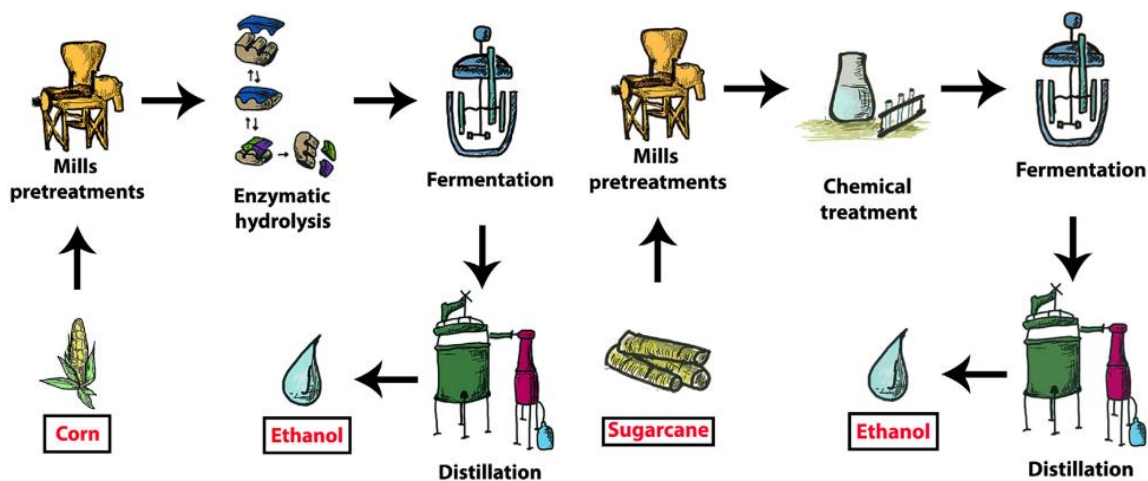 Mills
pretreatments
Enzymatic
hydrolysis
Fermentation
Corn
Ethanol
Distillation
Mills
pretreatments
Chemical
treatment
Fermentation
Sugarcane
Ethanol
Distillation